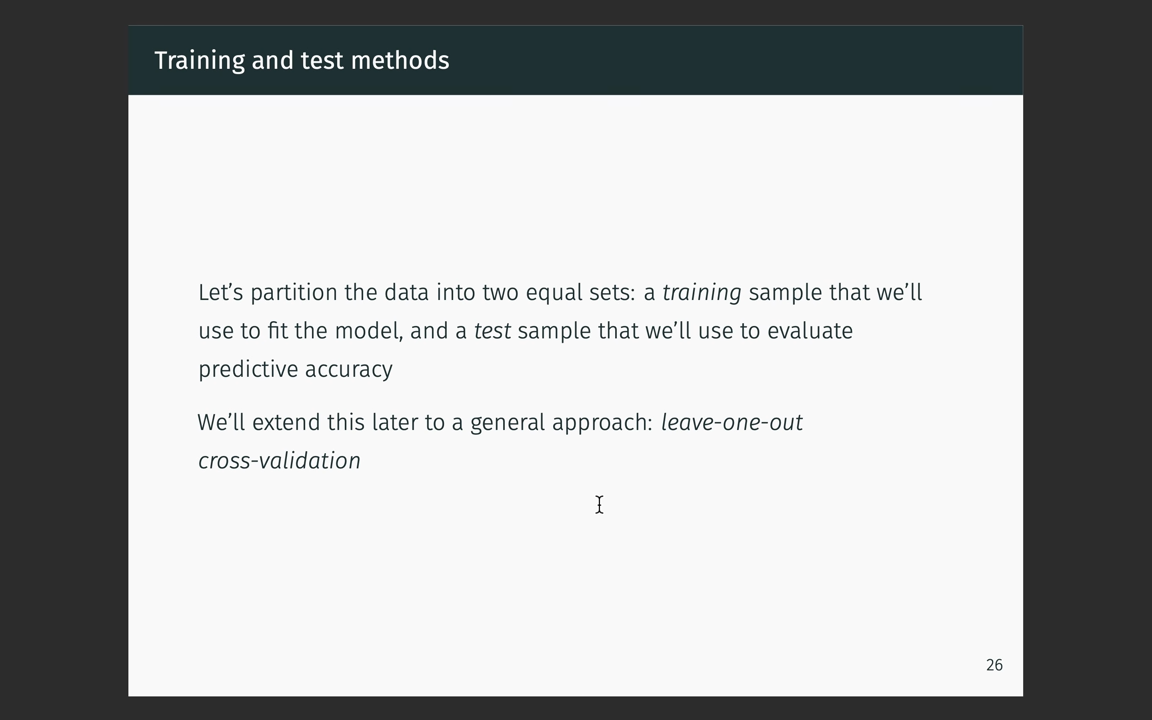 Training and test methods
Let’s partition the data into two equal sets: a training sample that we’ll
use to fit the model, and a test sample that we’ll use to evaluate
predictive accuracy
We’ll extend this later to a general approach: leave-one-out
cross-validation
26